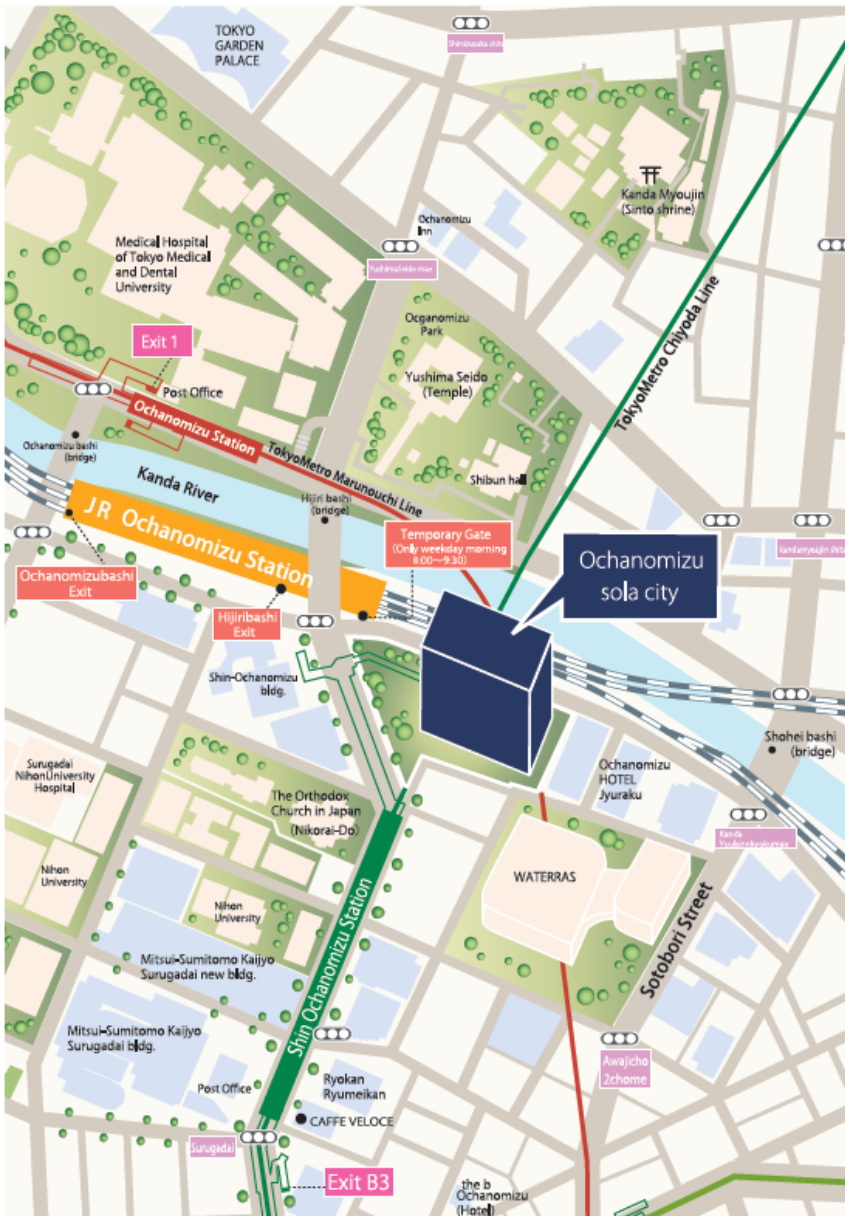 TOKYO
GARDEN
PALACE
Shimizusaka shita
Kanda Myoujin
(Sinto shrine)
Ochanomizu
Inn
YushimaSeido mae
Medical Hospital
of Tokyo Medical
and Dental
University
Ocganomizu
Park
Yushima Seido
(Temple)
Shibun hall
TokyoMetro Chiyoda Line
Exit 1
Post Office
Ochanomizu Station
TokyoMetro Marunouchi Line
Ochanomizu bashi
(bridge)
Kanda River
Hijiri bashi
(bridge)
JR Ochanomizu Station
Temporary Gate
(Only weekday morning
8:00～9:30)
Ochanomizu
sola city
Kandamyoujin shita
Ochanomizubashi
Exit
Hijiribashi
Exit
Shin-Ochanomizu
bldg.
Shohei bashi
(bridge)
Surugadai
NihonUniversity
Hospital
Ochanomizu
HOTEL
Jyuraku
The Orthodox
Church in Japan
(Nikorai-Do)
Kanda
Yuubinnkyokumae
Nihon
University
WATERRAS
Nihon
University
Sotobori Street
Shin Ochanomizu Station
Mitsui-Sumitomo Kaijyo
Surugadai new bldg.
Mitsui-Sumitomo Kaijyo
Surugadai bldg.
Awajicho
2chome
Post Office
Ryokan
Ryumeikan
CAFFE VELOCE
Surugadai
Exit B3
the b
Ochanomizu
(Hotel)